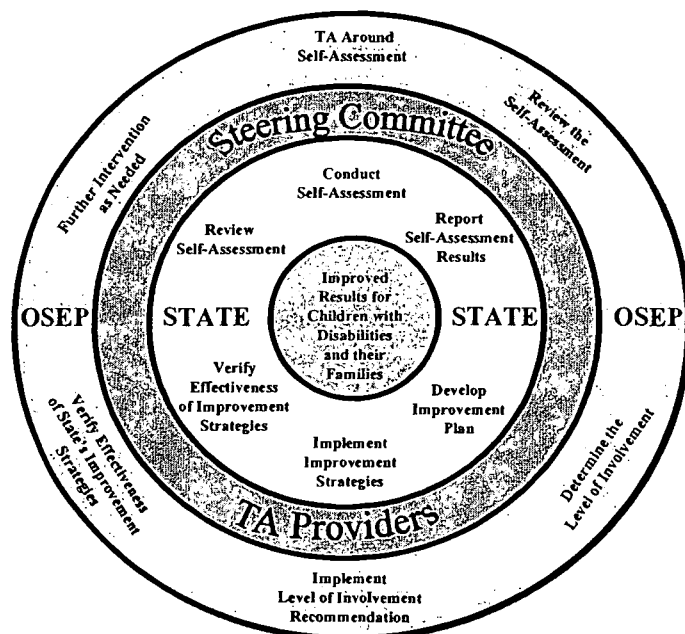 TA Around
Self-Assessment
Review the
Self-Assessment
Further Intervention
as Needed
Steering Committee
Conduct
Self-Assessment
Review
Self-Assessment
Report
Self-Assessment
Results
Improved
Results for
Children with
Disabilities
and their
Families
OSEP
STATE
STATE
OSEP
Verify
Effectiveness
of Improvement
Strategies
Develop
Improvement
Plan
Implement
Improvement
Strategies
Verify Effectiveness
of State's Improvement
Strategies
Determine the
Level of Involvement
TA Providers
Implement
Level of Involvement
Recommendation